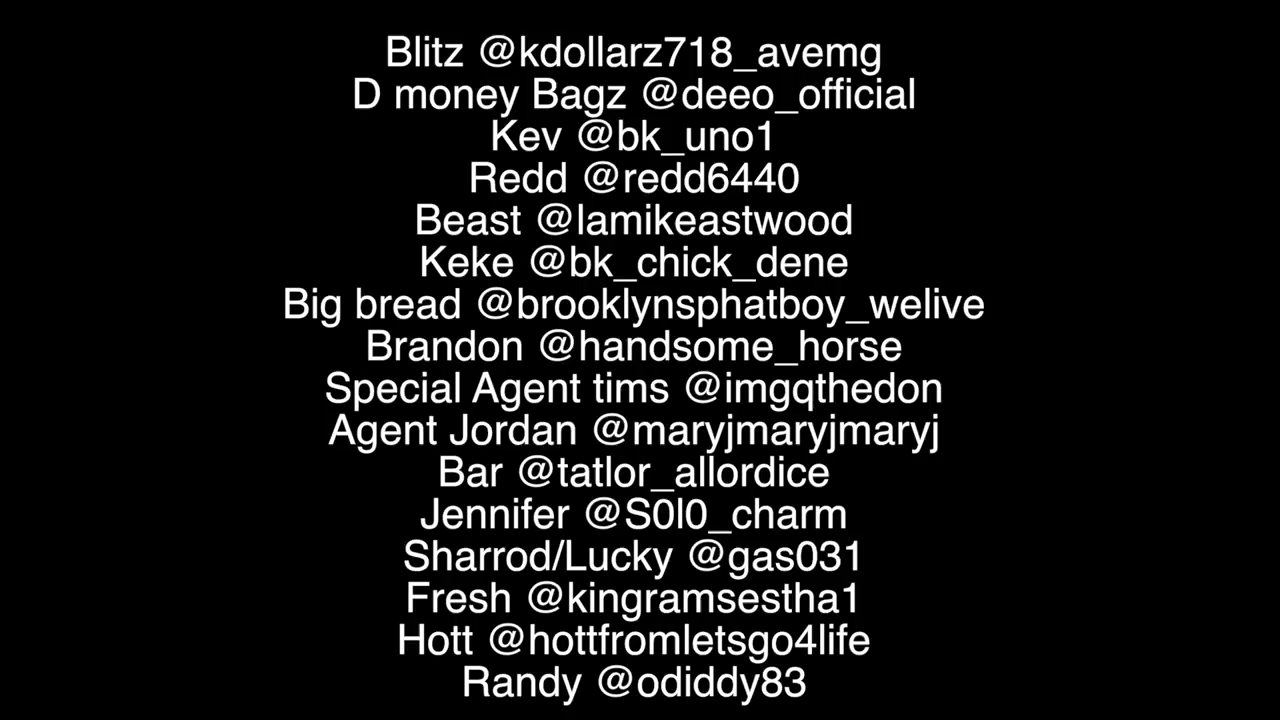 Blitz @kdollarz718_avemg
D money Bagz @deeo_official
Kev @bk_uno1
Redd @redd6440
Beast @lamikeastwood
Keke @bk_chick_dene
Big bread @brooklynsphatboy_welive
Brandon @handsome_horse
Special Agent tims @imgqthedon
Agent Jordan @maryjmaryjmaryj
Bar @tatlor_allordice
Jennifer @S0l0_charm
Sharrod/Lucky @gas031
Fresh @kingramsestha1
Hott @hottfromletsgo4life
Randy @odiddy83